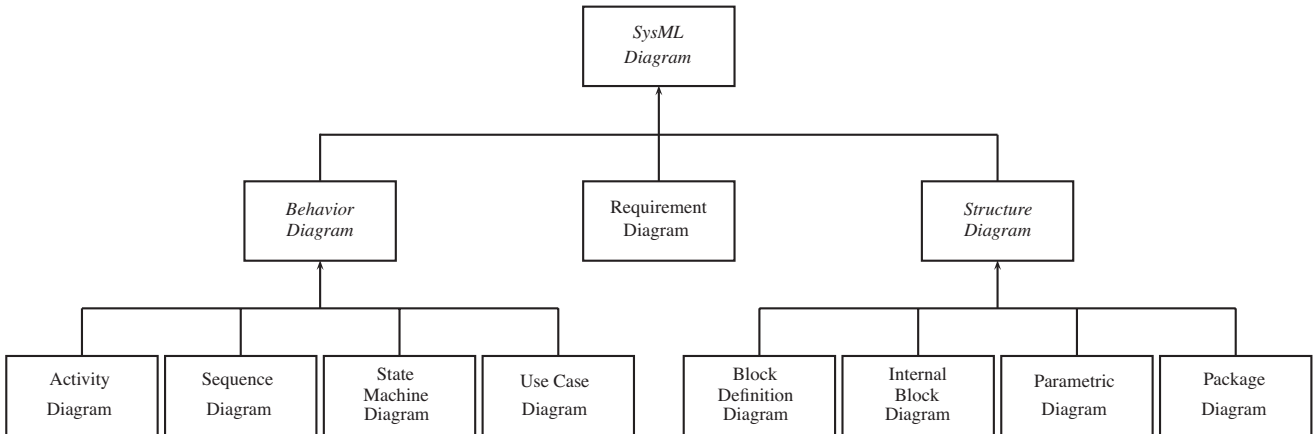 SysML
Diagram
Behavior
Diagram
Requirement
Diagram
Structure
Diagram
Activity
Diagram
Sequence
Diagram
State
Machine
Diagram
Use Case
Diagram
Block
Definition
Diagram
Internal
Block
Diagram
Parametric
Diagram
Package
Diagram